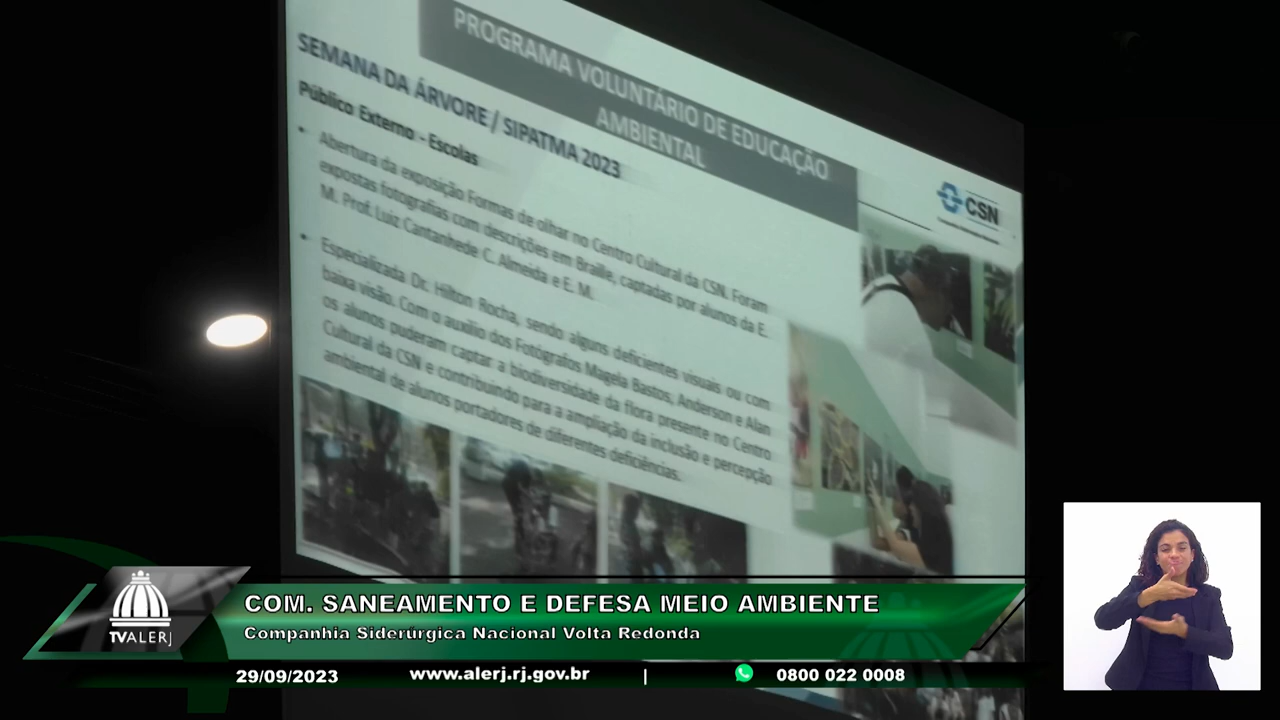 PROGRAMA VOLUNTÁRIO DE EDUCAÇÃO
AMBIENTAL
SEMANA DA ÁRVORE / SIPATMA 2023
Público Externo - Escolas
• Abertura da exposição Formas de olhar no Centro Cultural da CSN. Foram
expostas fotografias com descrições em Braille, captadas por alunos da E.
M. Prof. Luiz Cantanhede C. Almeida e E. M.
• Especializada Dr. Hilton Rocha, sendo alguns deficientes visuais ou com
baixa visão. Com o auxílio dos Fotógrafos Magela Bastos, Anderson e Alan
os alunos puderam captar a biodiversidade da flora presente no Centro
Cultural da CSN e contribuindo para a ampliação da inclusão e percepção
ambiental de alunos portadores de diferentes deficiências.
CSN
TVALERJ
COM. SANEAMENTO E DEFESA MEIO AMBIENTE
Companhia Siderúrgica Nacional Volta Redonda
29/09/2023 www.alerj.rj.gov.br | 0800 022 0008